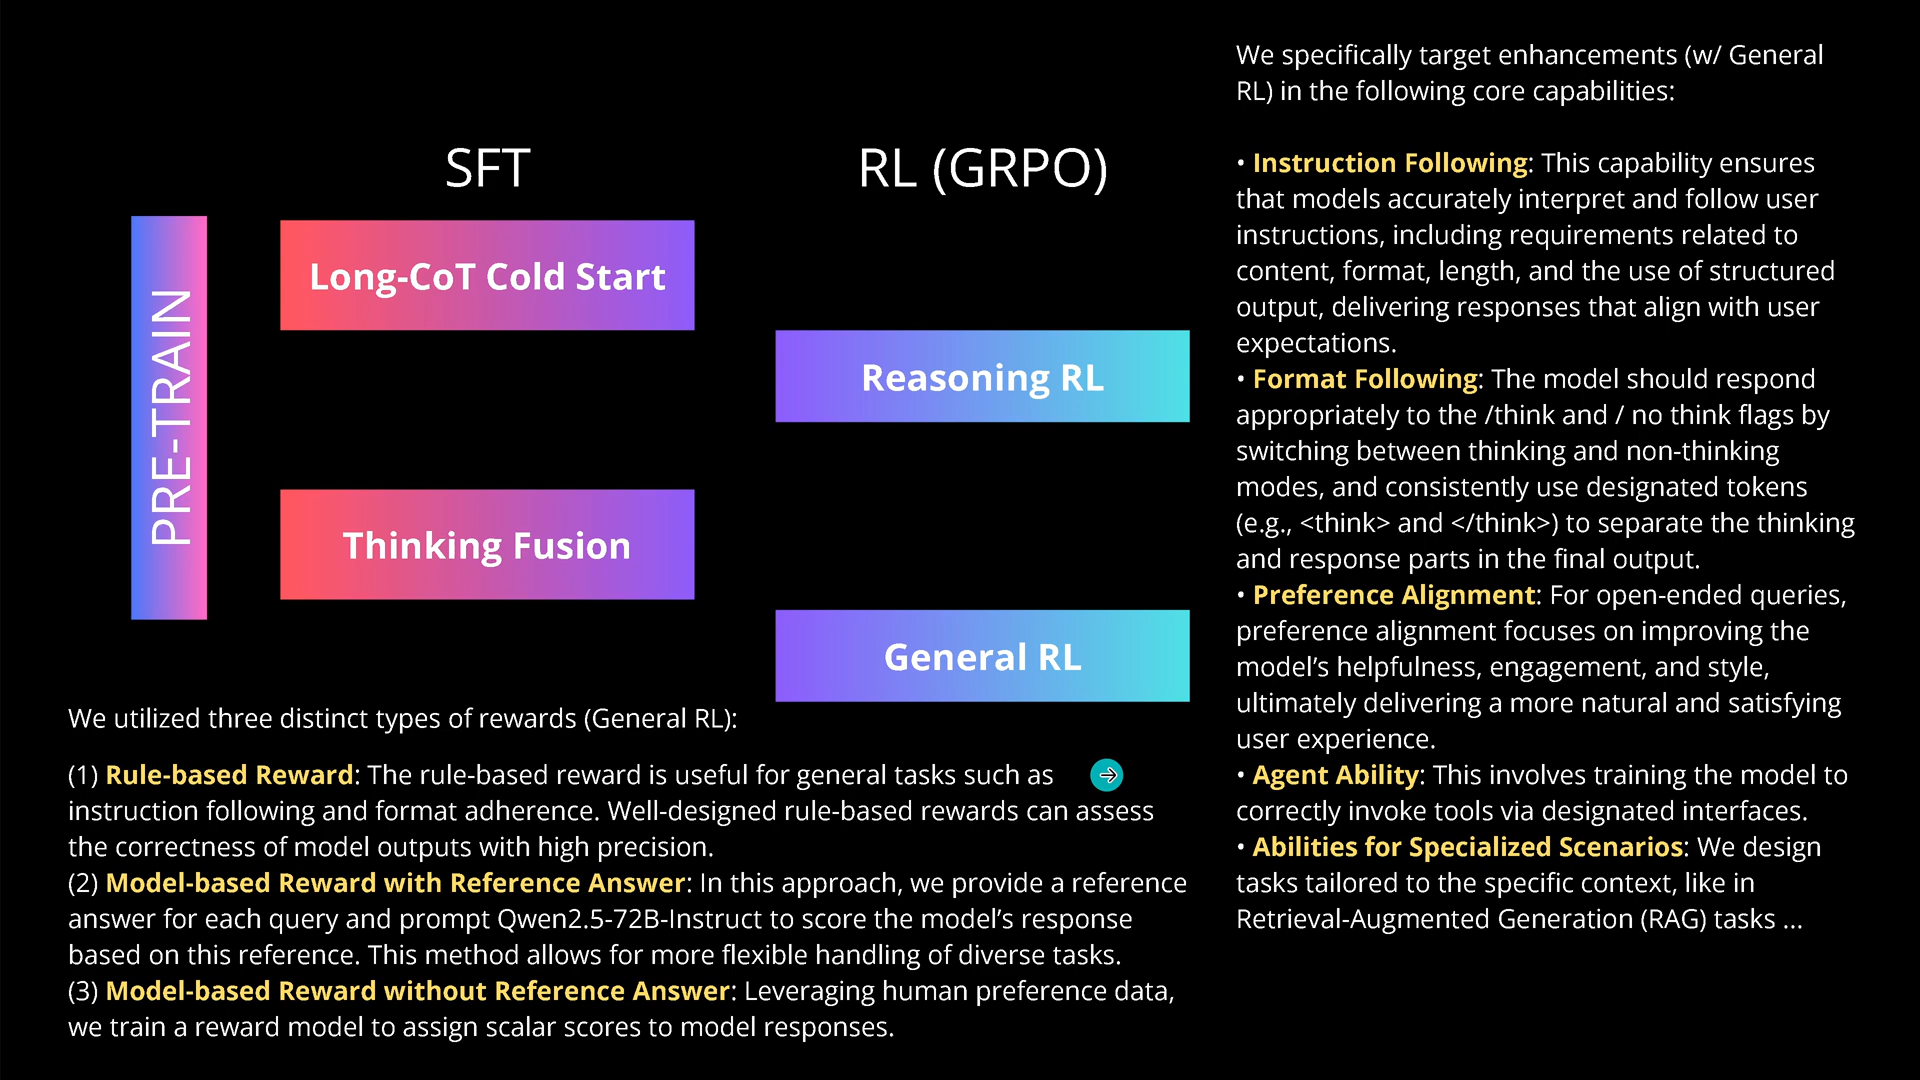 SFT
RL (GRPO)
PRE-TRAIN
Long-CoT Cold Start
Reasoning RL
Thinking Fusion
General RL
We utilized three distinct types of rewards (General RL):
(1) Rule-based Reward: The rule-based reward is useful for general tasks such as
instruction following and format adherence. Well-designed rule-based rewards can assess
the correctness of model outputs with high precision.
(2) Model-based Reward with Reference Answer: In this approach, we provide a reference
answer for each query and prompt Qwen2.5-72B-Instruct to score the model’s response
based on this reference. This method allows for more flexible handling of diverse tasks.
(3) Model-based Reward without Reference Answer: Leveraging human preference data,
we train a reward model to assign scalar scores to model responses.
We specifically target enhancements (w/ General
RL) in the following core capabilities:
• Instruction Following: This capability ensures
that models accurately interpret and follow user
instructions, including requirements related to
content, format, length, and the use of structured
output, delivering responses that align with user
expectations.
• Format Following: The model should respond
appropriately to the /think and / no think flags by
switching between thinking and non-thinking
modes, and consistently use designated tokens
(e.g., <think> and </think>) to separate the thinking
and response parts in the final output.
• Preference Alignment: For open-ended queries,
preference alignment focuses on improving the
model’s helpfulness, engagement, and style,
ultimately delivering a more natural and satisfying
user experience.
• Agent Ability: This involves training the model to
correctly invoke tools via designated interfaces.
• Abilities for Specialized Scenarios: We design
tasks tailored to the specific context, like in
Retrieval-Augmented Generation (RAG) tasks ...